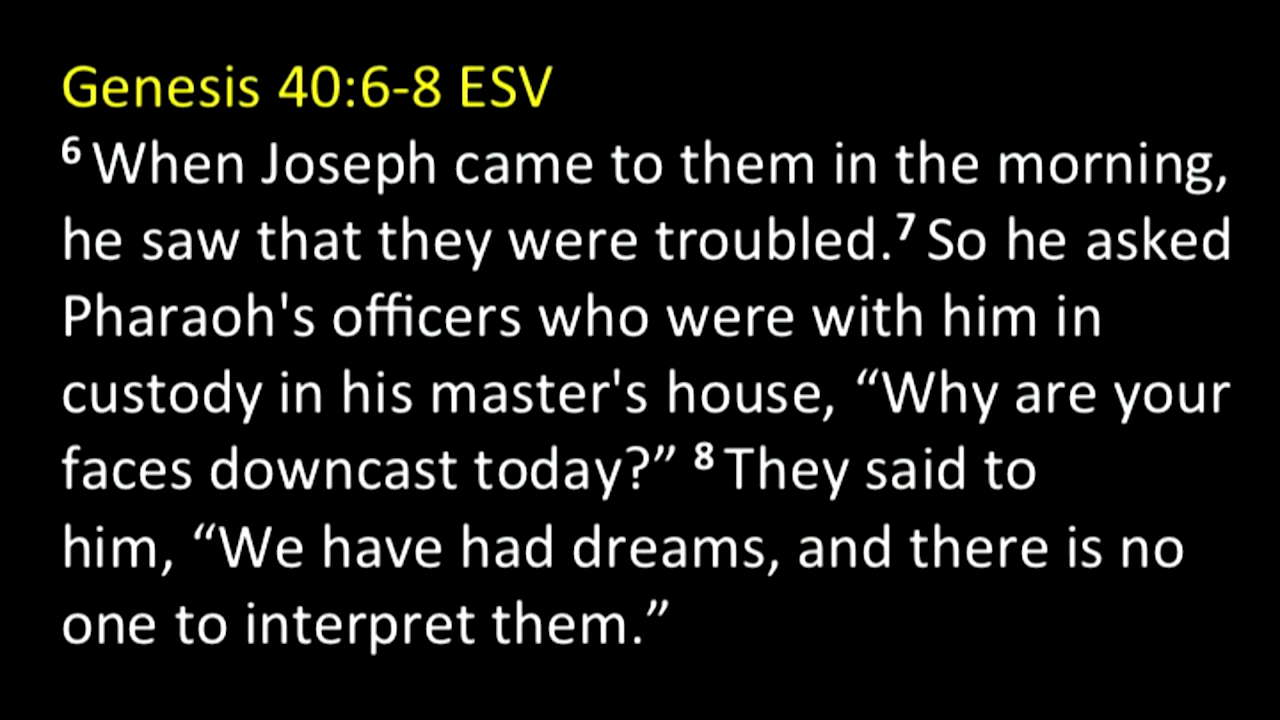 Genesis 40:6-8 ESV
⁶ When Joseph came to them in the morning,
he saw that they were troubled.⁷ So he asked
Pharaoh's officers who were with him in
custody in his master's house, “Why are your
faces downcast today?” ⁸ They said to
him, “We have had dreams, and there is no
one to interpret them.”